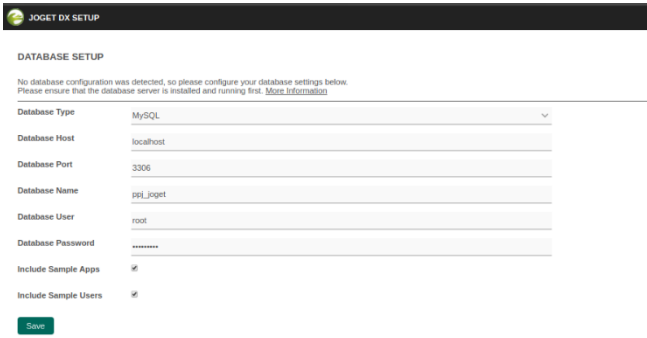 JOGET DX SETUP
DATABASE SETUP
No database configuration was detected, so please configure your database settings below.
Please ensure that the database server is installed and running first. More Information
Database Type MySQL
Database Host localhost
Database Port 3306
Database Name ppj_joget
Database User root
Database Password •••••••••
Include Sample Apps
Include Sample Users
Save